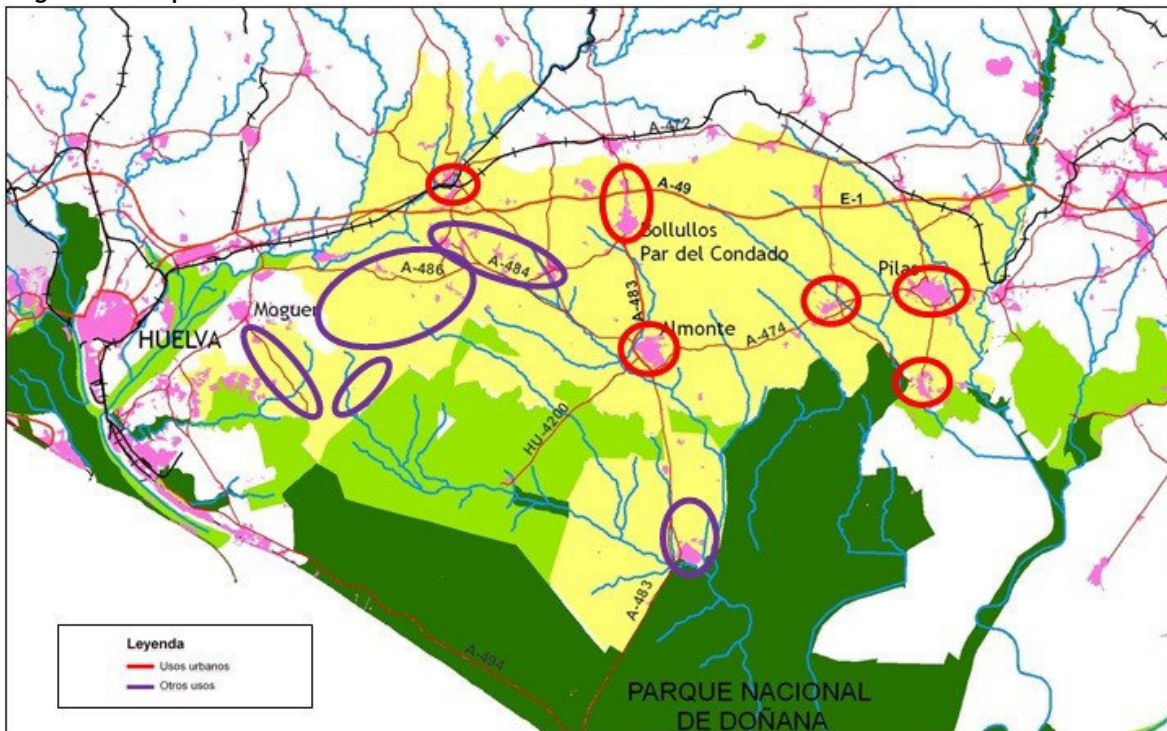 A-472
A-49
E-1
Bollullos
Par del Condado
A-486
A-484
A-483
Pilas
Moguer
HUELVA
Almonte
A-474
HU-4200
A-483
A-494
Leyenda
Usos urbanos
Otros usos
PARQUE NACIONAL
DE DOÑANA